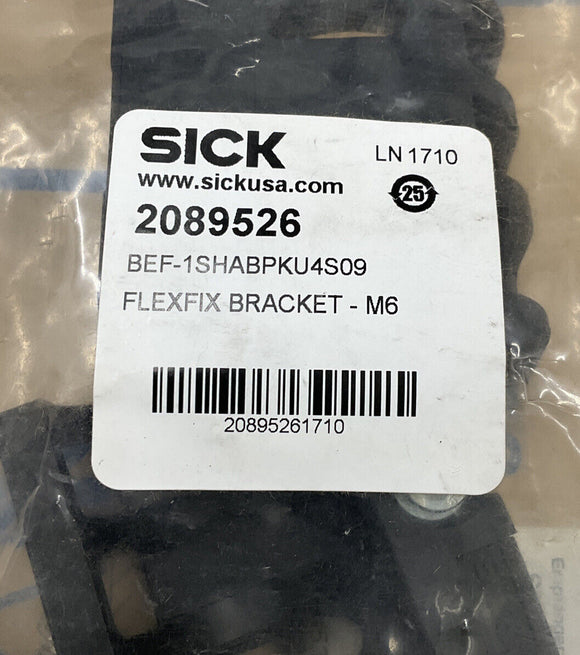 SICK
LN 1710
www.sickusa.com
25
2089526
BEF-1SHABPKU4S09
FLEXFIX BRACKET - M6
20895261710